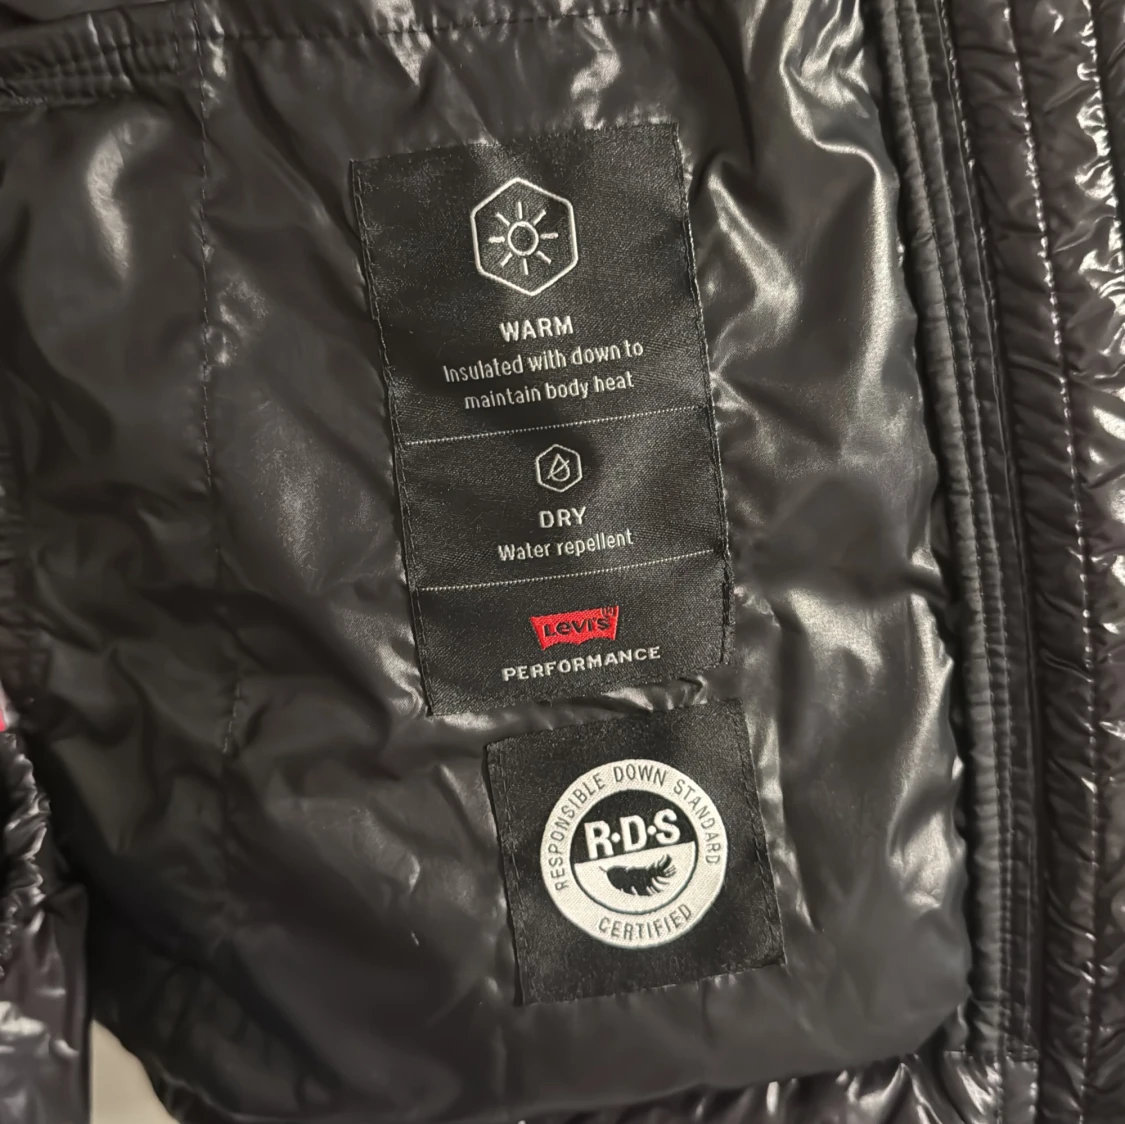 WARM
Insulated with down to
maintain body heat
DRY
Water repellent
Levi's
PERFORMANCE
RESPONSIBLE DOWN STANDARD
R·D·S
CERTIFIED